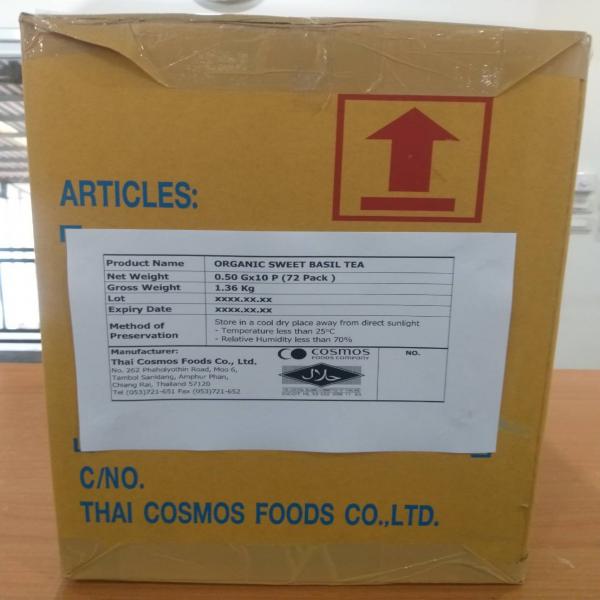 ARTICLES:
Product Name ORGANIC SWEET BASIL TEA
Net Weight 0.50 Gx10 P (72 Pack )
Gross Weight 1.36 Kg
Lot xxxx.xx.xx
Expiry Date xxxx.xx.xx
Method of Preservation
Store in a cool dry place away from direct sunlight
- Temperature less than 25°C
- Relative Humidity less than 70%
Manufacturer:
Thai Cosmos Foods Co., Ltd.
No. 262 Phaholyothin Road, Moo 6,
Tambol Sanklang, Amphur Phan,
Chiang Rai, Thailand 57120
Tel (053)721-651 Fax (053)721-652
COSMOS
FOODS COMPANY
حلال
NO.
C/NO.
THAI COSMOS FOODS CO.,LTD.